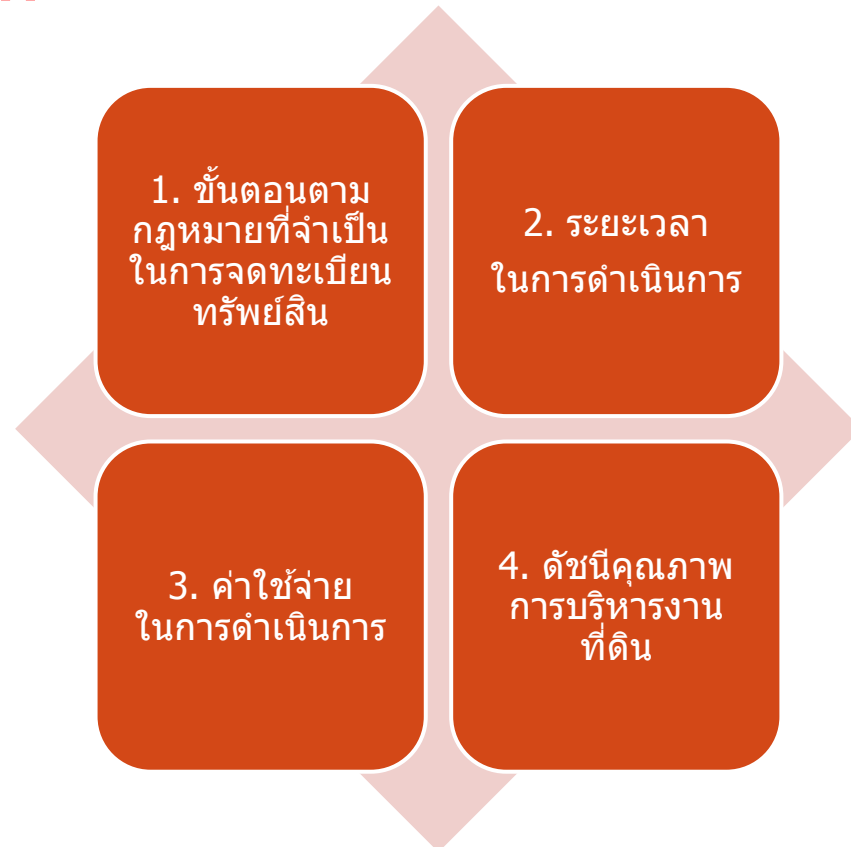 1. ขั้นตอนตาม
กฎหมายที่จำเป็น
ในการจดทะเบียน
ทรัพย์สิน
2. ระยะเวลา
ในการดำเนินการ
3. ค่าใช้จ่าย
ในการดำเนินการ
4. ดัชนีคุณภาพ
การบริหารงาน
ที่ดิน